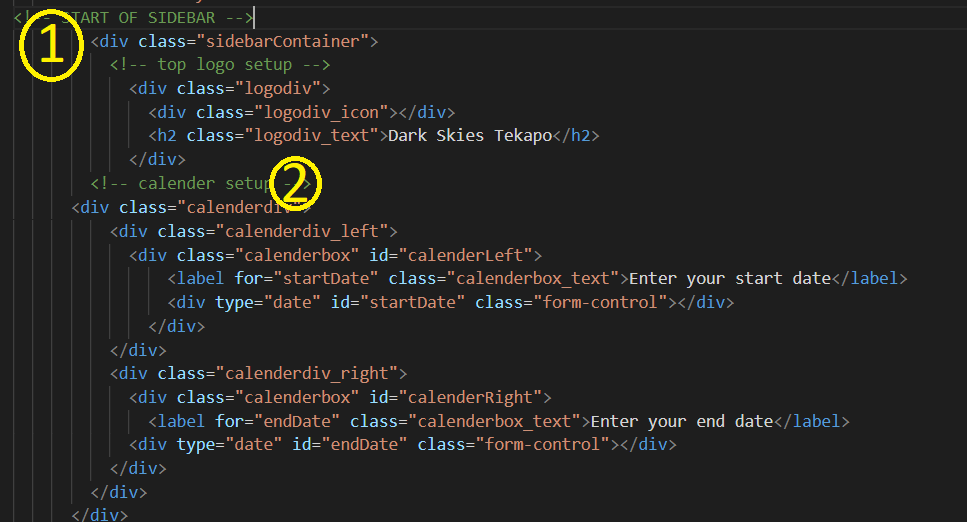 <!-- START OF SIDEBAR -->
1
<div class="sidebarContainer">
<!-- top logo setup -->
<div class="logodiv">
<div class="logodiv_icon"></div>
<h2 class="logodiv_text">Dark Skies Tekapo</h2>
</div>
<!-- calender setup -->
2
<div class="calenderdiv">
<div class="calenderdiv_left">
<div class="calenderbox" id="calenderLeft">
<label for="startDate" class="calenderbox_text">Enter your start date</label>
<div type="date" id="startDate" class="form-control"></div>
</div>
</div>
<div class="calenderdiv_right">
<div class="calenderbox" id="calenderRight">
<label for="endDate" class="calenderbox_text">Enter your end date</label>
<div type="date" id="endDate" class="form-control"></div>
</div>
</div>
</div>